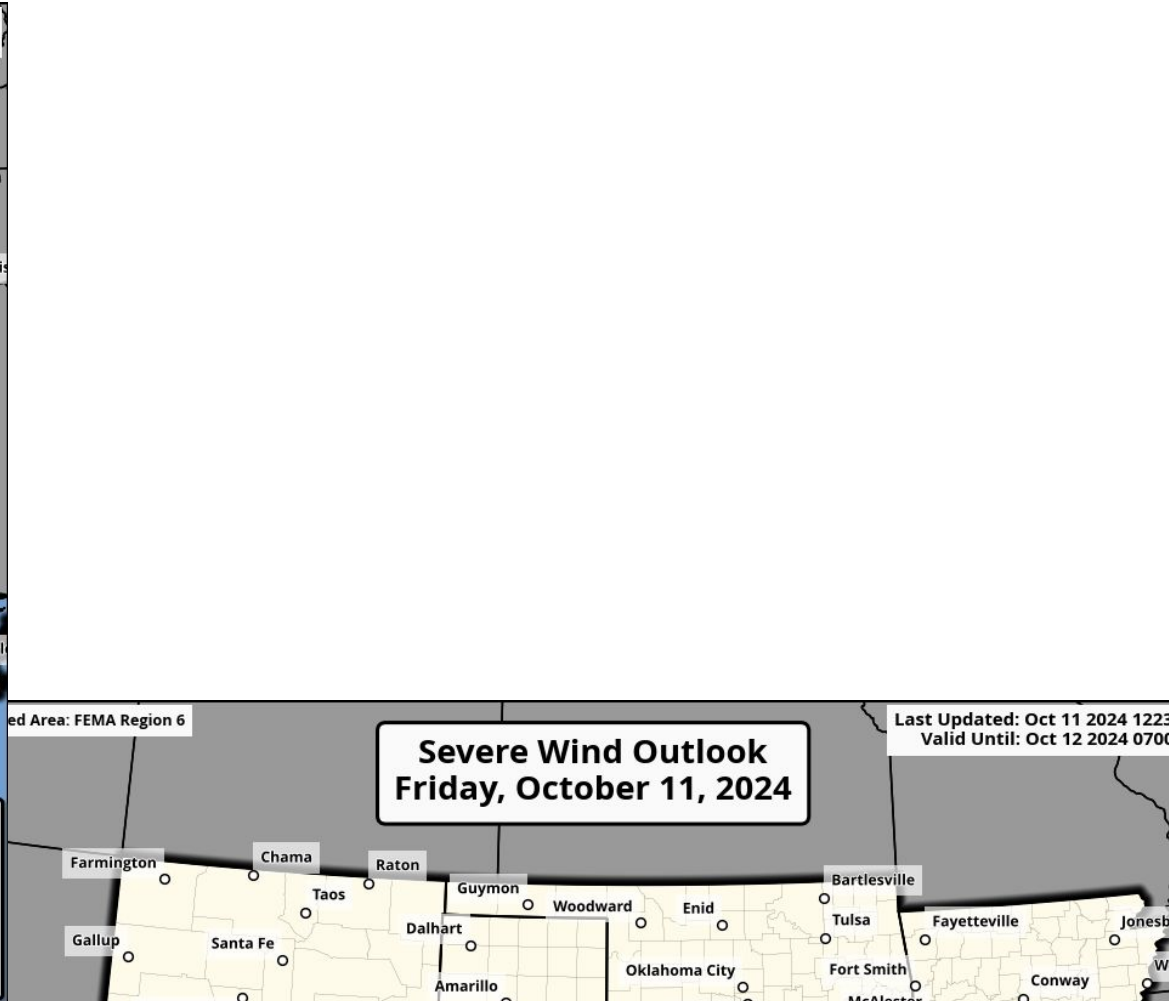 ed Area: FEMA Region 6
Last Updated: Oct 11 2024 1223
Valid Until: Oct 12 2024 0700
Severe Wind Outlook
Friday, October 11, 2024
Farmington
Chama
Raton
Guymon
Bartlesville
Taos
Woodward
Enid
Tulsa
Fayetteville
Jonesb
Gallup
Santa Fe
Dalhart
Oklahoma City
Fort Smith
Amarillo
Conway
McAlester